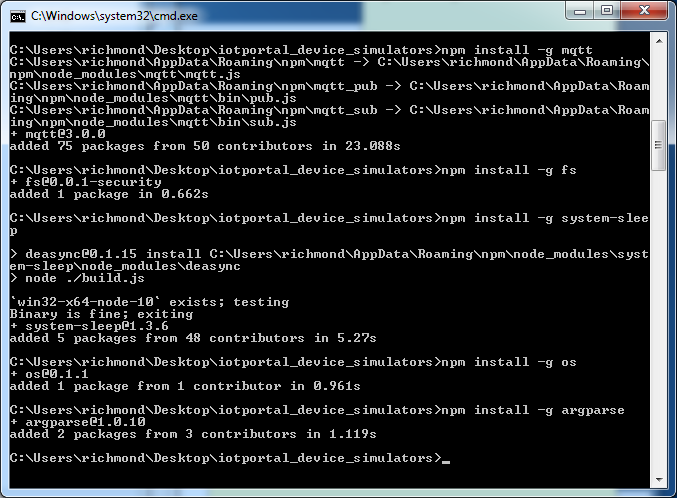 C:\Windows\system32\cmd.exe
C:\Users\richmond\Desktop\iotportal_device_simulators>npm install -g mqtt
C:\Users\richmond\AppData\Roaming\npm\mqtt -> C:\Users\richmond\AppData\Roaming\
npm\node_modules\mqtt\mqtt.js
C:\Users\richmond\AppData\Roaming\npm\mqtt_pub -> C:\Users\richmond\AppData\Roam
ing\npm\node_modules\mqtt\bin\pub.js
C:\Users\richmond\AppData\Roaming\npm\mqtt_sub -> C:\Users\richmond\AppData\Roam
ing\npm\node_modules\mqtt\bin\sub.js
+ mqtt@3.0.0
added 75 packages from 50 contributors in 23.088s
C:\Users\richmond\Desktop\iotportal_device_simulators>npm install -g fs
+ fs@0.0.1-security
added 1 package in 0.662s
C:\Users\richmond\Desktop\iotportal_device_simulators>npm install -g system-slee
p
> deasync@0.1.15 install C:\Users\richmond\AppData\Roaming\npm\node_modules\syst
em-sleep\node_modules\deasync
> node ./build.js
`win32-x64-node-10` exists; testing
Binary is fine; exiting
+ system-sleep@1.3.6
added 5 packages from 48 contributors in 5.27s
C:\Users\richmond\Desktop\iotportal_device_simulators>npm install -g os
+ os@0.1.1
added 1 package from 1 contributor in 0.961s
C:\Users\richmond\Desktop\iotportal_device_simulators>npm install -g argparse
+ argparse@1.0.10
added 2 packages from 3 contributors in 1.119s
C:\Users\richmond\Desktop\iotportal_device_simulators>_